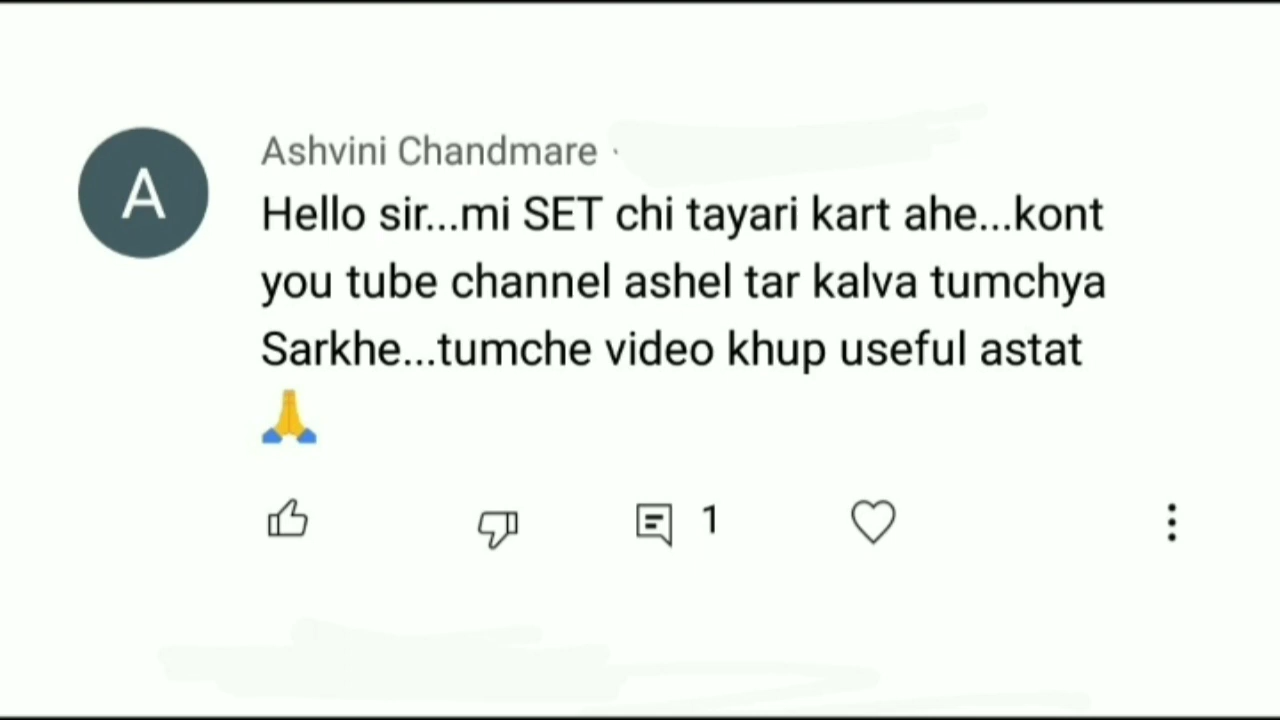 A
Ashvini Chandmare ·
Hello sir...mi SET chi tayari kart ahe...kont
you tube channel ashel tar kalva tumchya
Sarkhe...tumche video khup useful astat
🙏
1